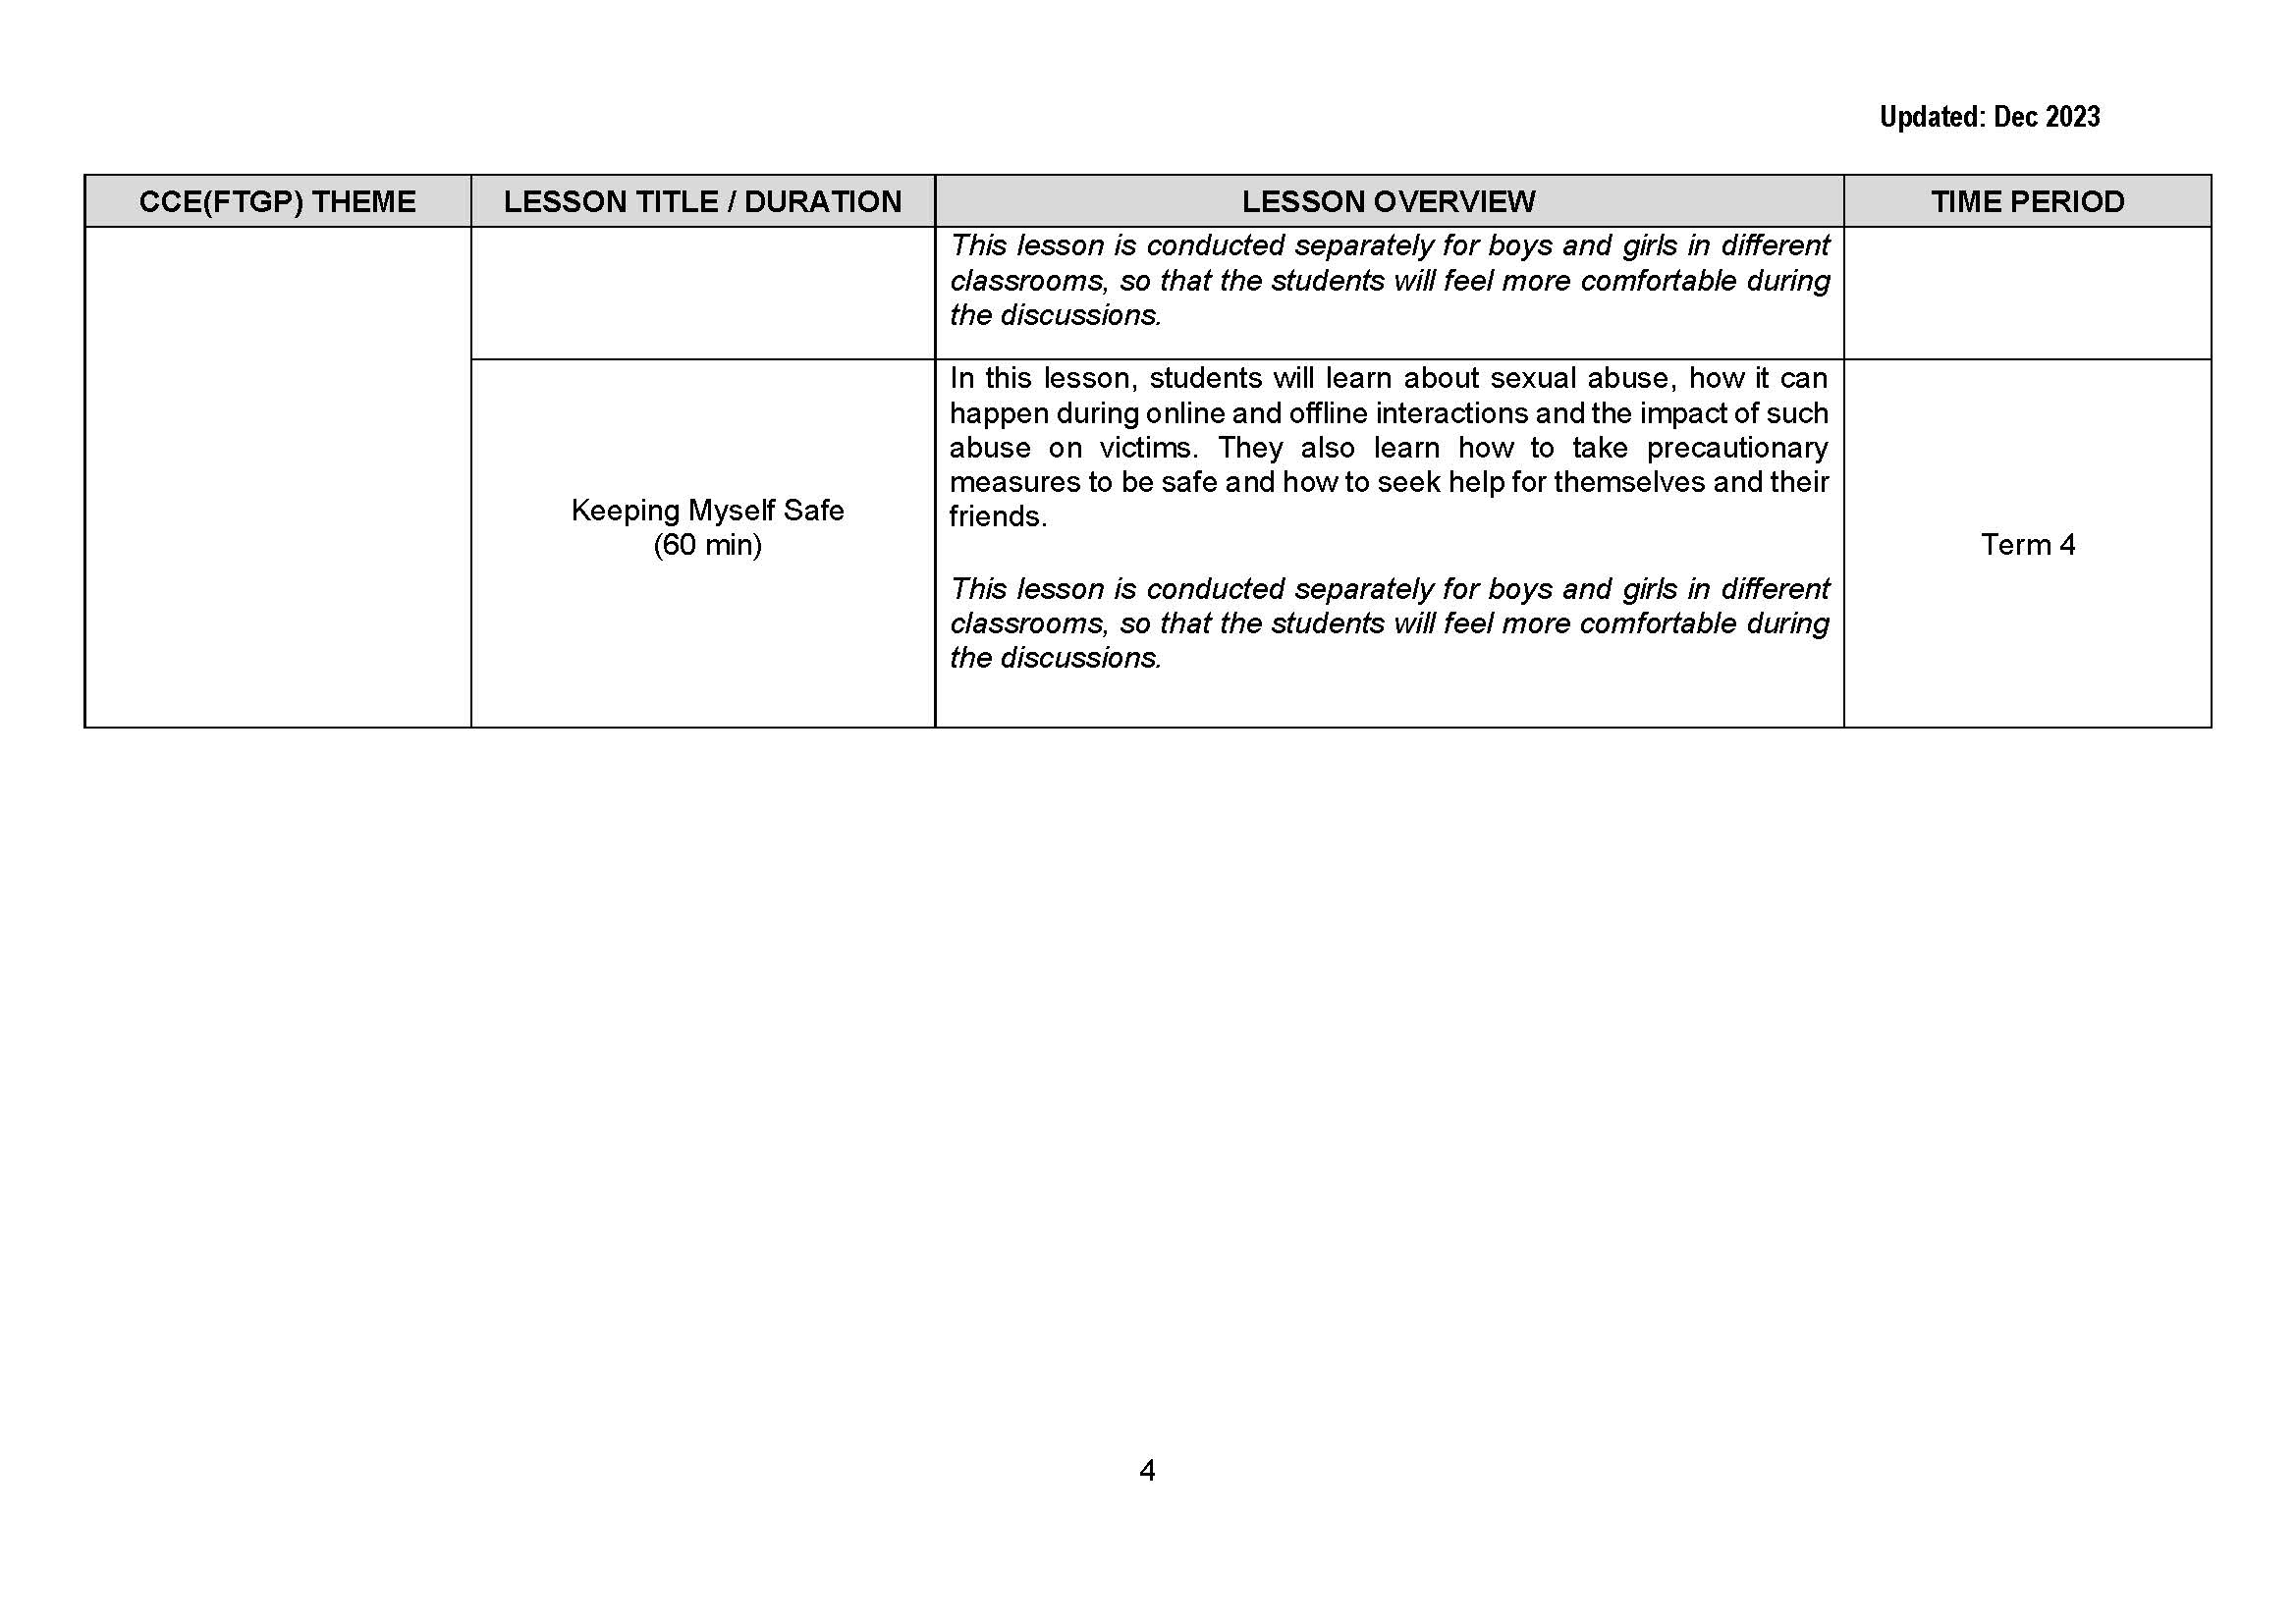 Updated: Dec 2023
CCE(FTGP) THEME LESSON TITLE / DURATION LESSON OVERVIEW TIME PERIOD
This lesson is conducted separately for boys and girls in different
classrooms, so that the students will feel more comfortable during
the discussions.
Keeping Myself Safe
(60 min)
In this lesson, students will learn about sexual abuse, how it can
happen during online and offline interactions and the impact of such
abuse on victims. They also learn how to take precautionary
measures to be safe and how to seek help for themselves and their
friends.
This lesson is conducted separately for boys and girls in different
classrooms, so that the students will feel more comfortable during
the discussions.
Term 4
4